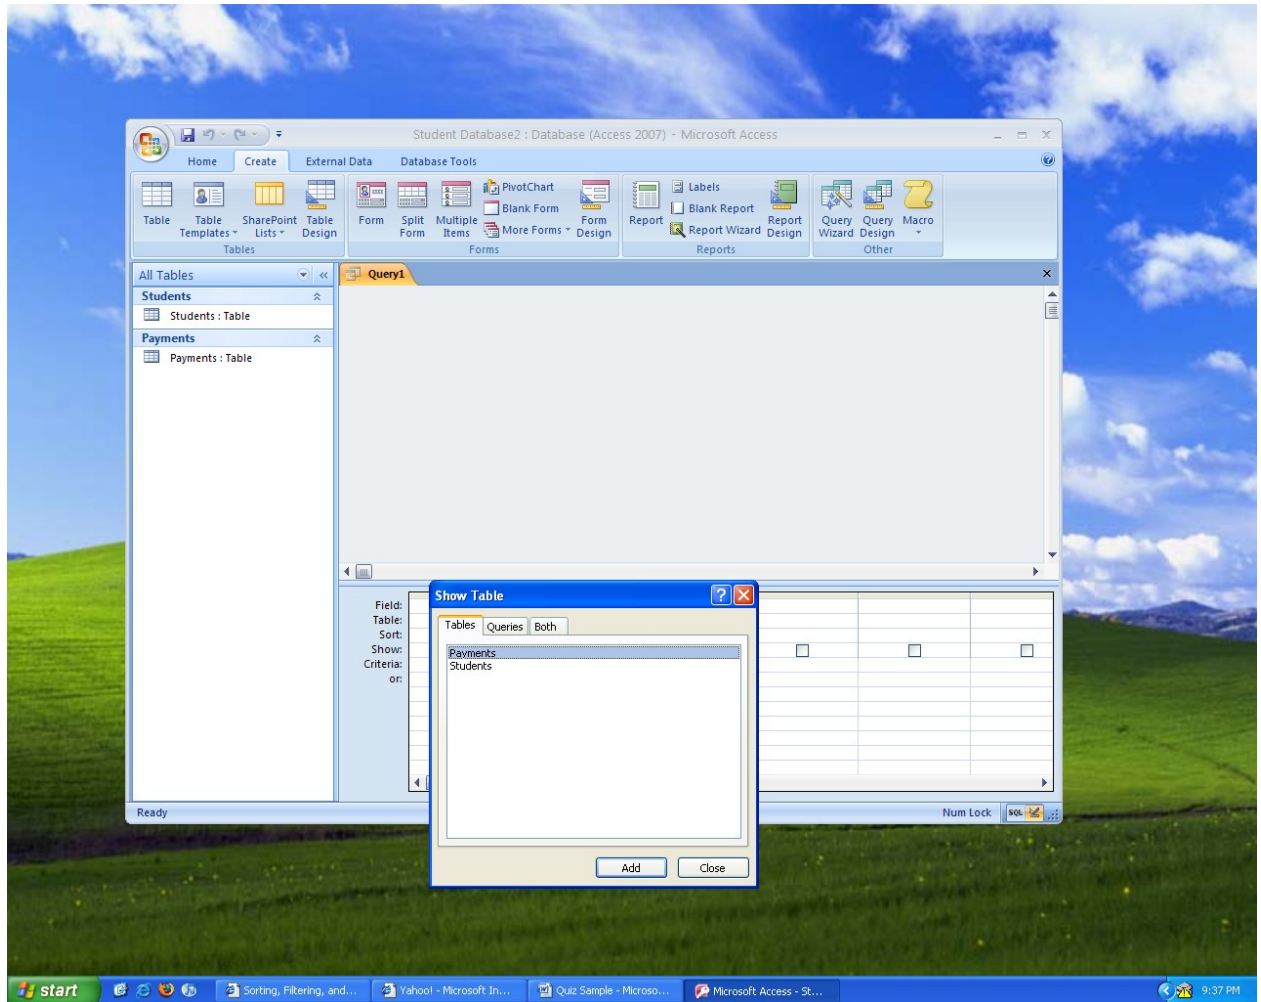 Student Database2 : Database (Access 2007) - Microsoft Access
Home Create External Data Database Tools
Table
Table Templates
SharePoint Lists
Table Design
Tables
Form
Split Form
Multiple Items
PivotChart
Blank Form
More Forms
Form Design
Forms
Report
Labels
Blank Report
Report Wizard
Report Design
Reports
Query Wizard
Query Design
Macro
Other
All Tables
Students
Students : Table
Payments
Payments : Table
Query1
Field:
Table:
Sort:
Show:
Criteria:
or:
Show Table
Tables Queries Both
Payments
Students
Add Close
Ready
Num Lock SQL
start
Sorting, Filtering, and...
Yahoo! - Microsoft In...
Quiz Sample - Microso...
Microsoft Access - St...
9:37 PM